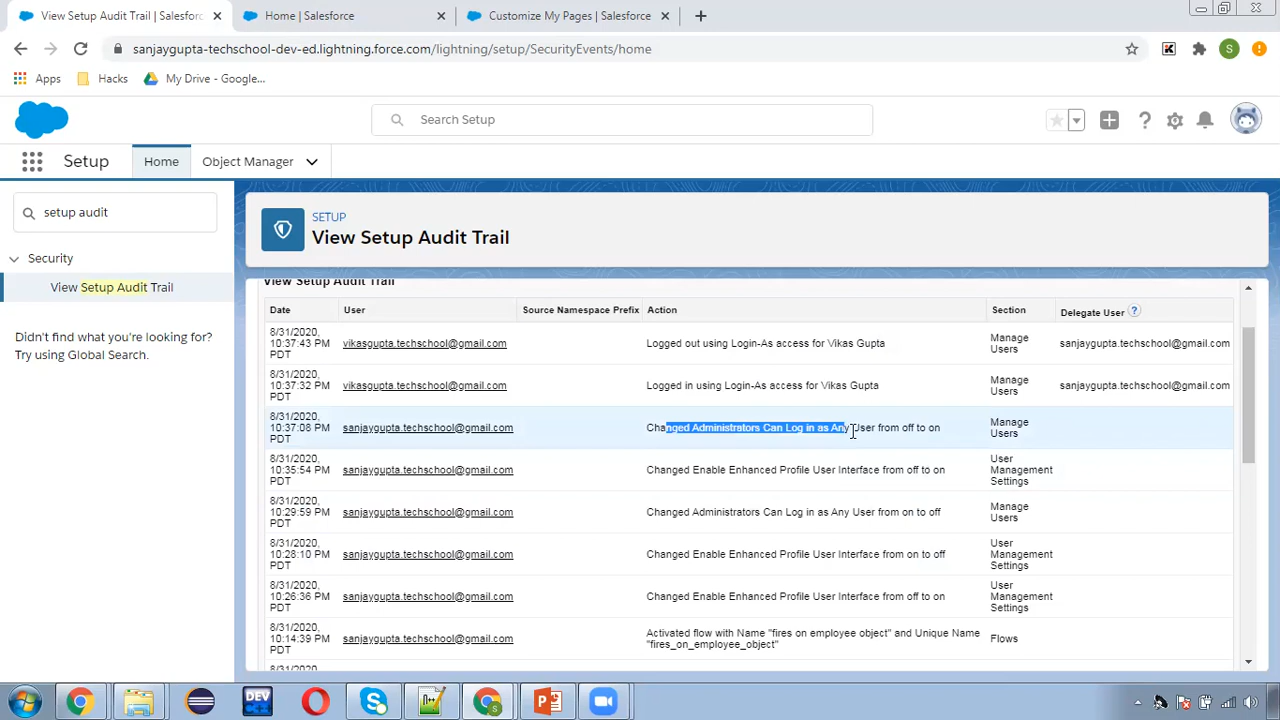 View Setup Audit Trail | Salesforc
Home | Salesforce
Customize My Pages | Salesforce
sanjaygupta-techschool-dev-ed.lightning.force.com/lightning/setup/SecurityEvents/home
S
Apps
Hacks
My Drive - Google...
Search Setup
Setup
Home
Object Manager
setup audit
Security
View Setup Audit Trail
Didn't find what you're looking for?
Try using Global Search.
SETUP
View Setup Audit Trail
View Setup Audit Trail
Date User Source Namespace Prefix Action Section Delegate User ?
8/31/2020,
10:37:43 PM
PDT
vikasgupta.techschool@gmail.com
Logged out using Login-As access for Vikas Gupta
Manage
Users
sanjaygupta.techschool@gmail.com
8/31/2020,
10:37:32 PM
PDT
vikasgupta.techschool@gmail.com
Logged in using Login-As access for Vikas Gupta
Manage
Users
sanjaygupta.techschool@gmail.com
8/31/2020,
10:37:08 PM
PDT
sanjaygupta.techschool@gmail.com
Changed Administrators Can Log in as Any User from off to on
Manage
Users
8/31/2020,
10:35:54 PM
PDT
sanjaygupta.techschool@gmail.com
Changed Enable Enhanced Profile User Interface from off to on
User
Management
Settings
8/31/2020,
10:29:59 PM
PDT
sanjaygupta.techschool@gmail.com
Changed Administrators Can Log in as Any User from on to off
Manage
Users
8/31/2020,
10:28:10 PM
PDT
sanjaygupta.techschool@gmail.com
Changed Enable Enhanced Profile User Interface from on to off
User
Management
Settings
8/31/2020,
10:26:36 PM
PDT
sanjaygupta.techschool@gmail.com
Changed Enable Enhanced Profile User Interface from off to on
User
Management
Settings
8/31/2020,
10:14:39 PM
PDT
sanjaygupta.techschool@gmail.com
Activated flow with Name "fires on employee object" and Unique Name
"fires_on_employee_object"
Flows
8/31/2020,
DEV